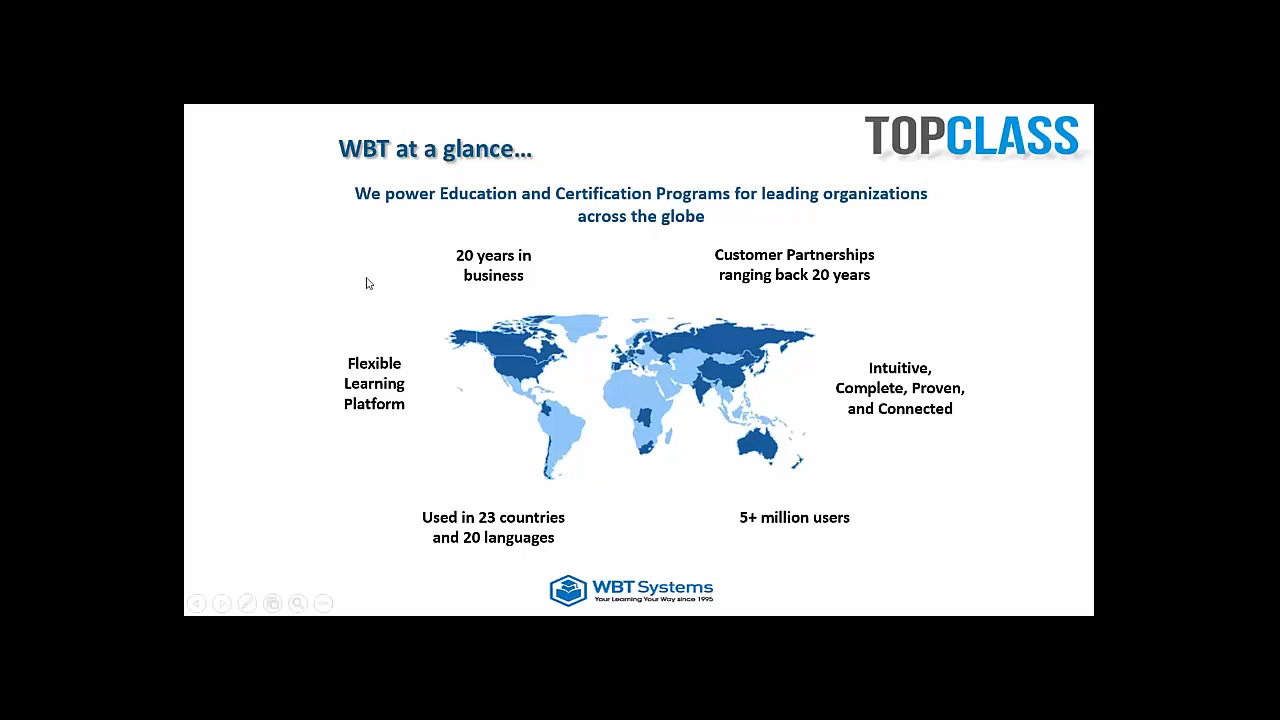 TOPCLASS
WBT at a glance...
We power Education and Certification Programs for leading organizations
across the globe
20 years in
business
Customer Partnerships
ranging back 20 years
Flexible
Learning
Platform
Intuitive,
Complete, Proven,
and Connected
Used in 23 countries
and 20 languages
5+ million users
WBT Systems
Your Learning Your Way since 1995